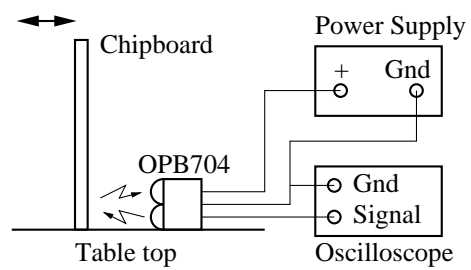 Power Supply
Chipboard
+ Gnd
OPB704
Gnd
Signal
Table top
Oscilloscope